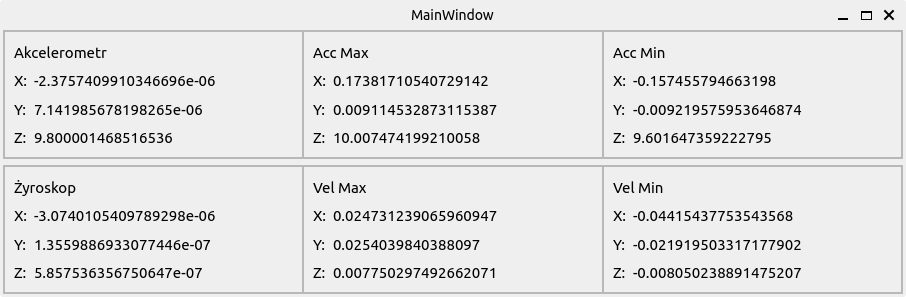 MainWindow
Akcelerometr
X: -2.3757409910346696e-06
Y: 7.141985678198265e-06
Z: 9.800001468516536
Acc Max
X: 0.17381710540729142
Y: 0.009114532873115387
Z: 10.007474199210058
Acc Min
X: -0.157455794663198
Y: -0.009219575953646874
Z: 9.601647359222795
Żyroskop
X: -3.0740105409789298e-06
Y: 1.3559886933077446e-07
Z: 5.857536356750647e-07
Vel Max
X: 0.024731239065960947
Y: 0.0254039840388097
Z: 0.007750297492662071
Vel Min
X: -0.04415437753543568
Y: -0.021919503317177902
Z: -0.008050238891475207